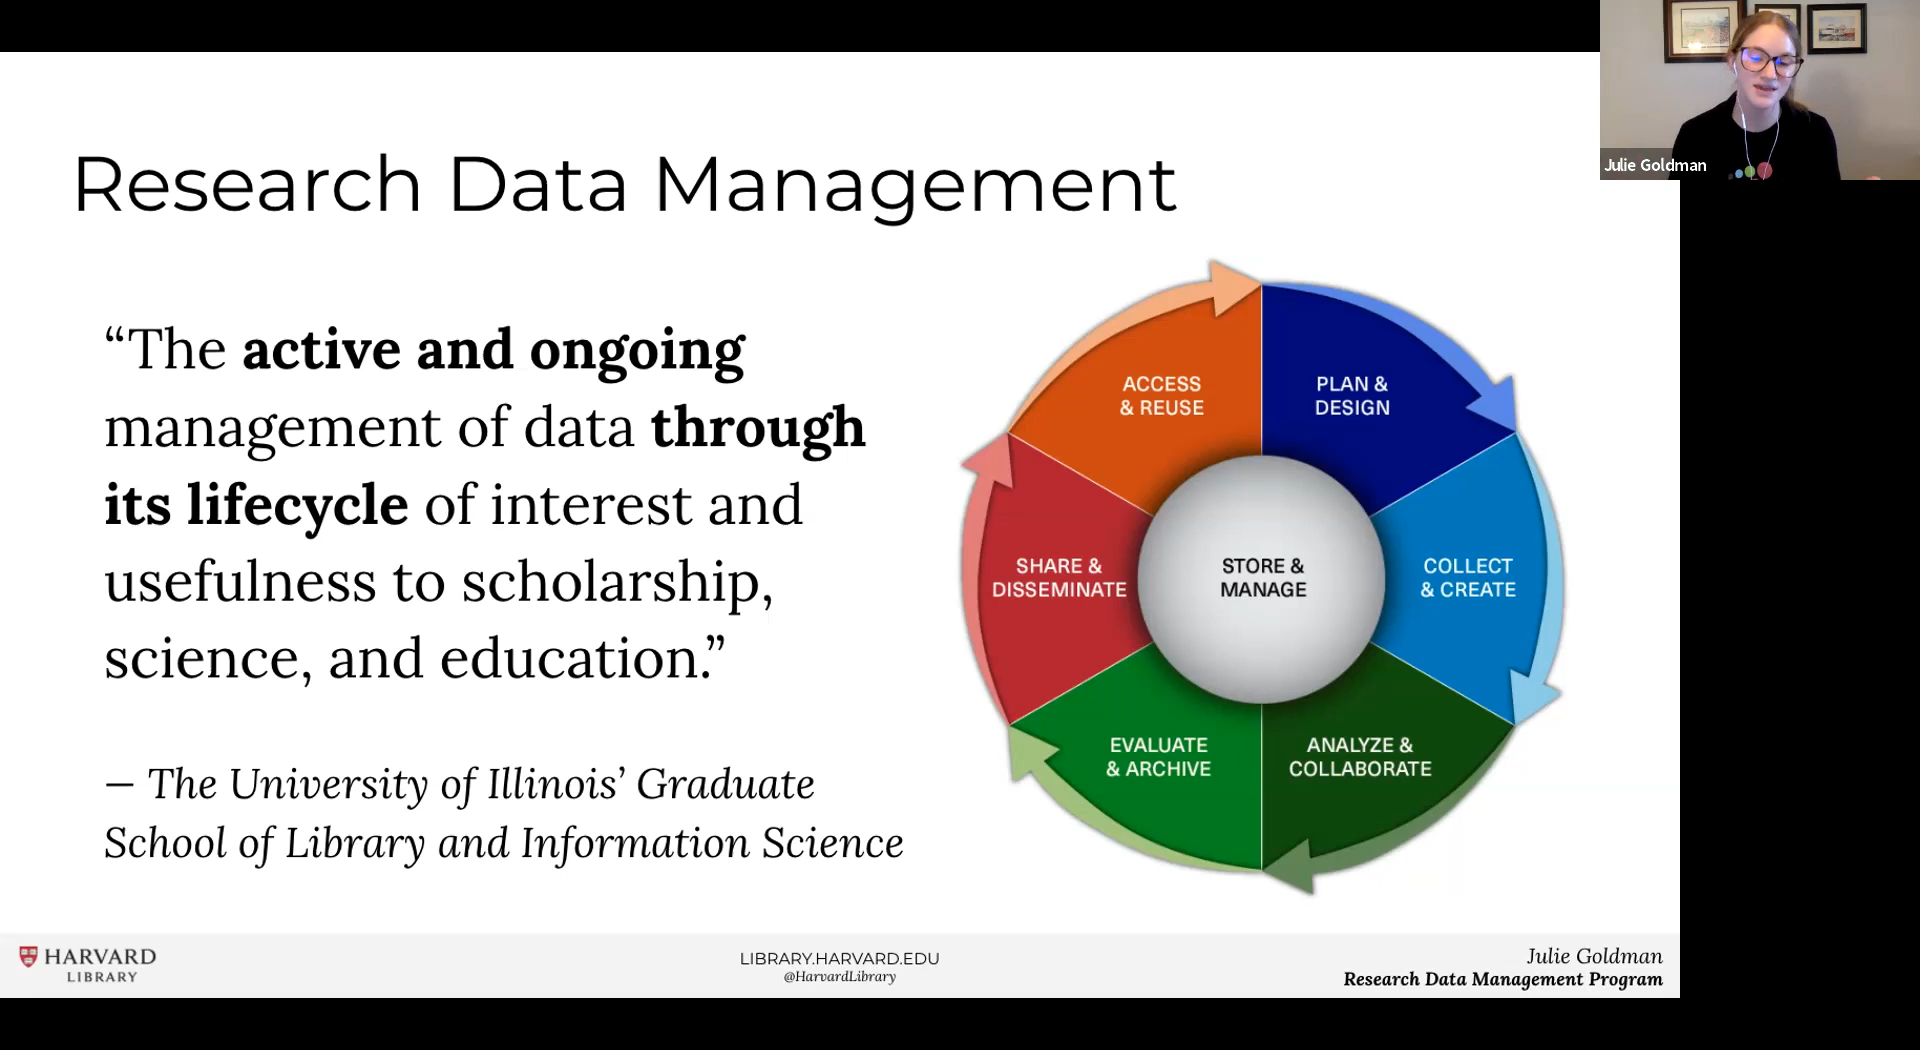 Julie Goldman
Research Data Management
“The active and ongoing
management of data through
its lifecycle of interest and
usefulness to scholarship,
science, and education.”
— The University of Illinois’ Graduate
School of Library and Information Science
ACCESS
& REUSE
PLAN &
DESIGN
SHARE &
DISSEMINATE
STORE &
MANAGE
COLLECT
& CREATE
EVALUATE
& ARCHIVE
ANALYZE &
COLLABORATE
HARVARD
LIBRARY
LIBRARY.HARVARD.EDU
@HarvardLibrary
Julie Goldman
Research Data Management Program